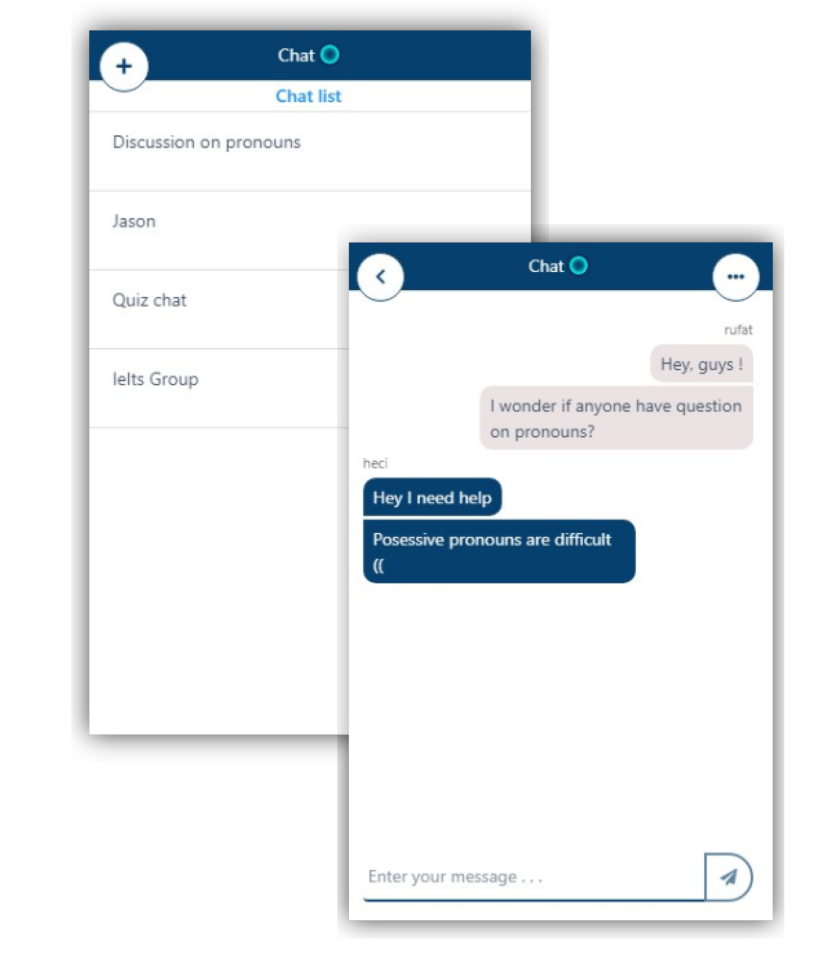 Chat
Chat list
Discussion on pronouns
Jason
Quiz chat
Ielts Group
Chat
rufat
Hey, guys !
I wonder if anyone have question
on pronouns?
heci
Hey I need help
Posessive pronouns are difficult
((
Enter your message . . .